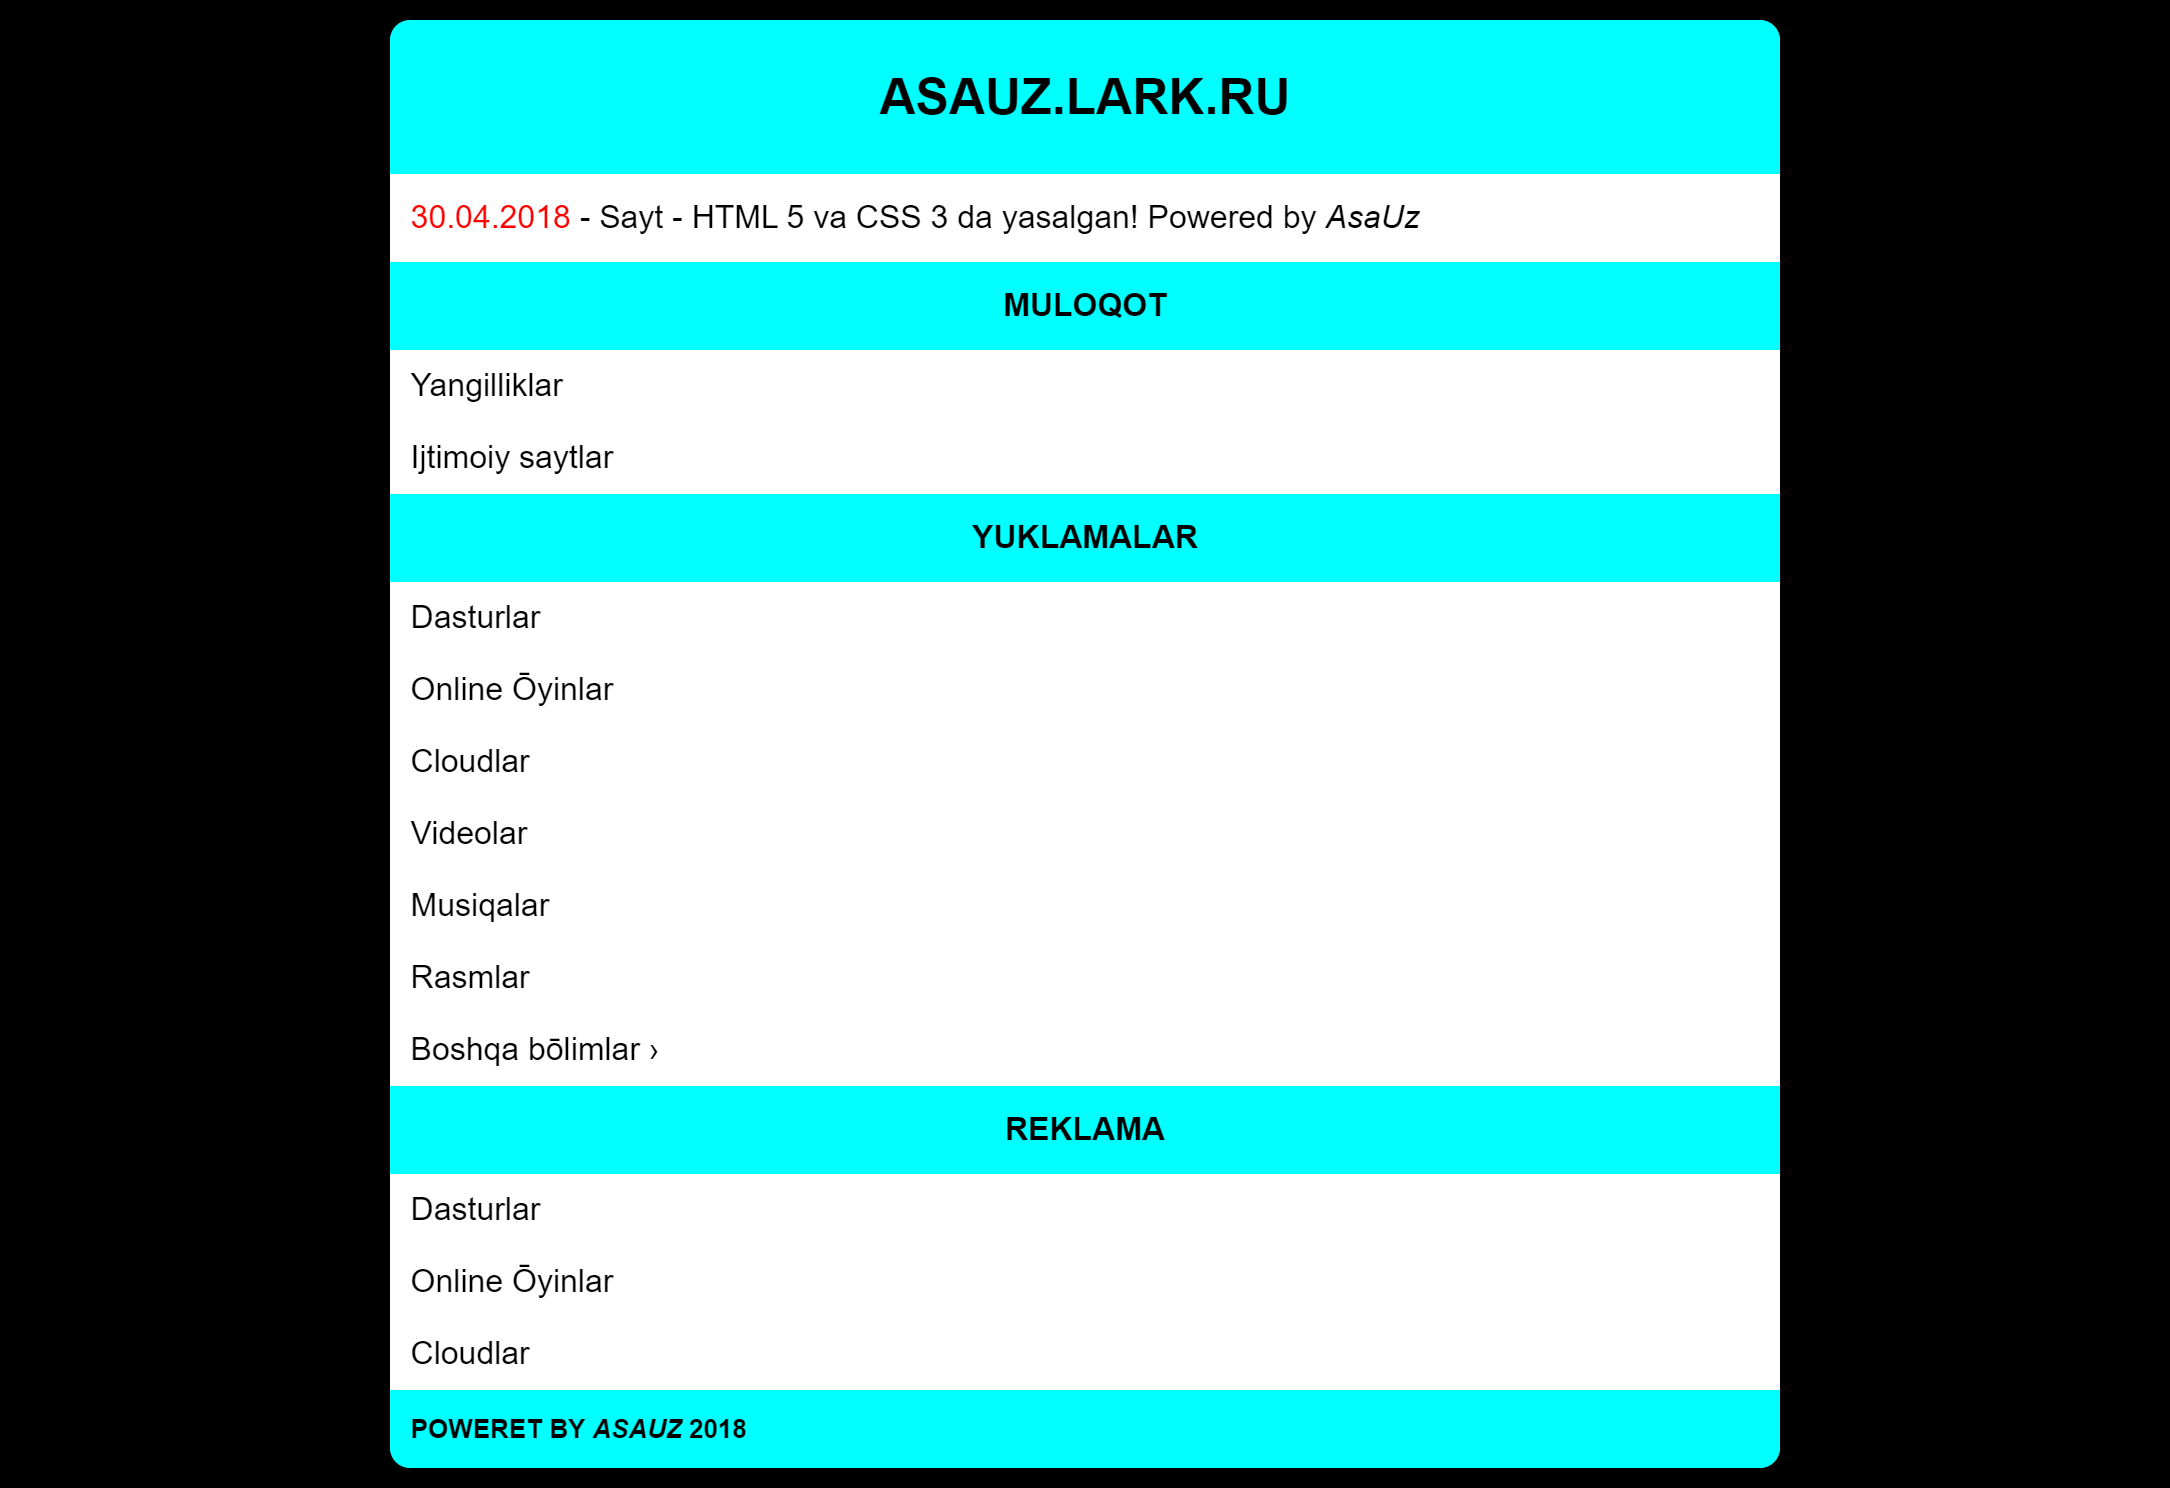 ASAUZ.LARK.RU
30.04.2018 - Sayt - HTML 5 va CSS 3 da yasalgan! Powered by AsaUz
MULOQOT
Yangilliklar
Ijtimoiy saytlar
YUKLAMALAR
Dasturlar
Online Ōyinlar
Cloudlar
Videolar
Musiqalar
Rasmlar
Boshqa bōlimlar ›
REKLAMA
Dasturlar
Online Ōyinlar
Cloudlar
POWERET BY ASAUZ 2018